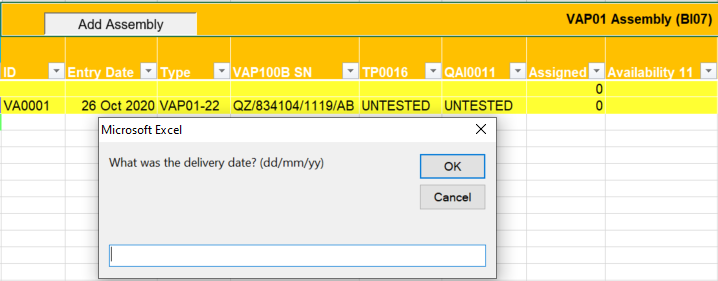 Add Assembly
VAP01 Assembly (BI07)
ID Entry Date Type VAP100B SN TP0016 QAI0011 Assigned Availability 11
0
VA0001 26 Oct 2020 VAP01-22 QZ/834104/1119/AB UNTESTED UNTESTED 0
Microsoft Excel
What was the delivery date? (dd/mm/yy)
OK
Cancel